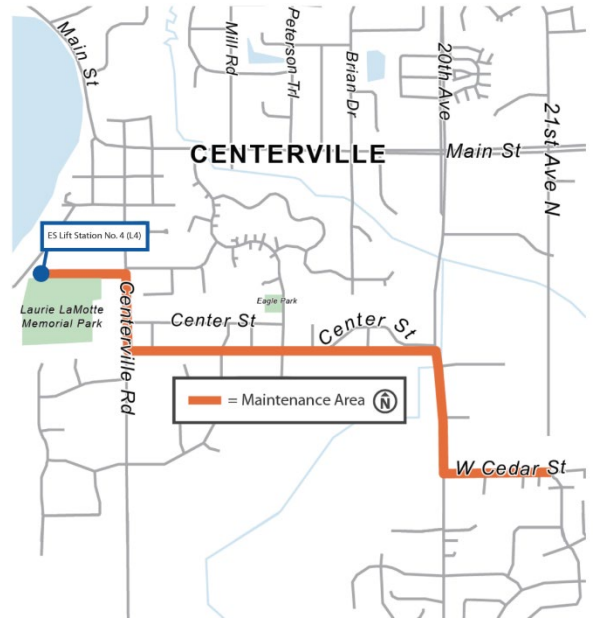 Main St
Mill Rd
Peterson Trl
Brian Dr
20th Ave
21st Ave N
CENTERVILLE
Main St
ES Lift Station No. 4 (L4)
Laurie LaMotte
Memorial Park
Centerville Rd
Eagle Park
Center St
Center St
= Maintenance Area N
W Cedar St